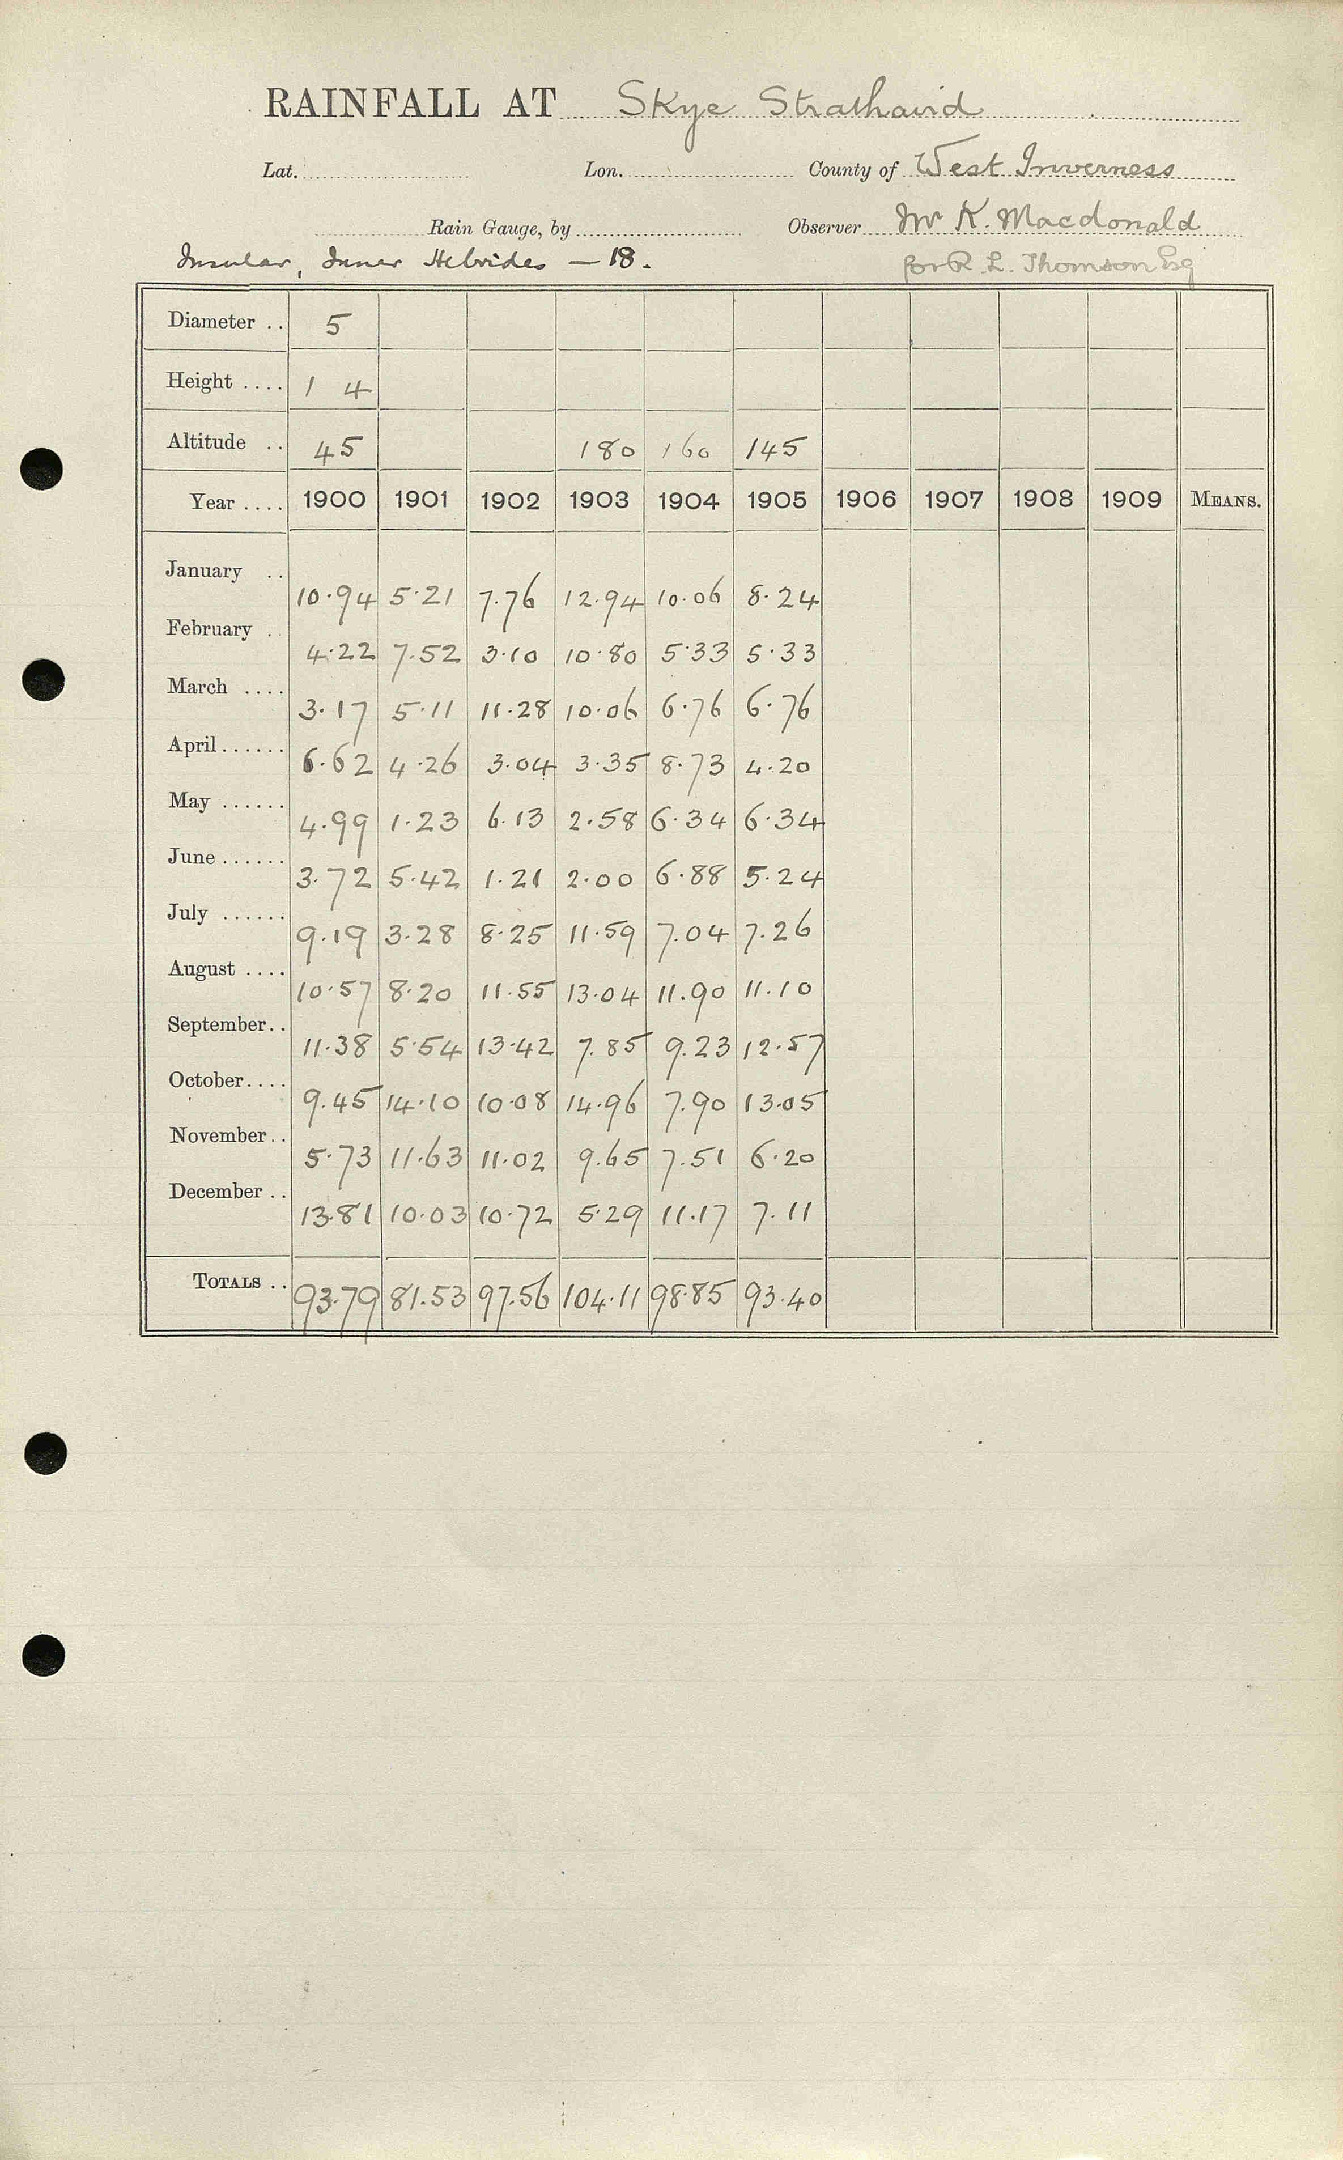 RAINFALL AT Skye Strathaird
Lat. Lon. County of West Inverness
Rain Gauge, by Observer Mr K. Macdonald
Insular, Inner Hebrides — 18. for R. L. Thomson Esq
Diameter .. 5
Height .... 1 4
Altitude .. 45 180 160 145
Year .... 1900 1901 1902 1903 1904 1905 1906 1907 1908 1909 MEANS.
January .. 10.94 5.21 7.76 12.94 10.06 8.24
February .. 4.22 7.52 3.10 10.80 5.33 5.33
March .... 3.17 5.11 11.28 10.06 6.76 6.76
April ...... 6.62 4.26 3.04 3.35 8.73 4.20
May ...... 4.99 1.23 6.13 2.58 6.34 6.34
June ...... 3.72 5.42 1.21 2.00 6.88 5.24
July ...... 9.19 3.28 8.25 11.59 7.04 7.26
August .... 10.57 8.20 11.55 13.04 11.90 11.10
September.. 11.38 5.54 13.42 7.85 9.23 12.57
October.... 9.45 14.10 10.08 14.96 7.90 13.05
November.. 5.73 11.63 11.02 9.65 7.51 6.20
December .. 13.81 10.03 10.72 5.29 11.17 7.11
TOTALS .. 93.79 81.53 97.56 104.11 98.85 93.40